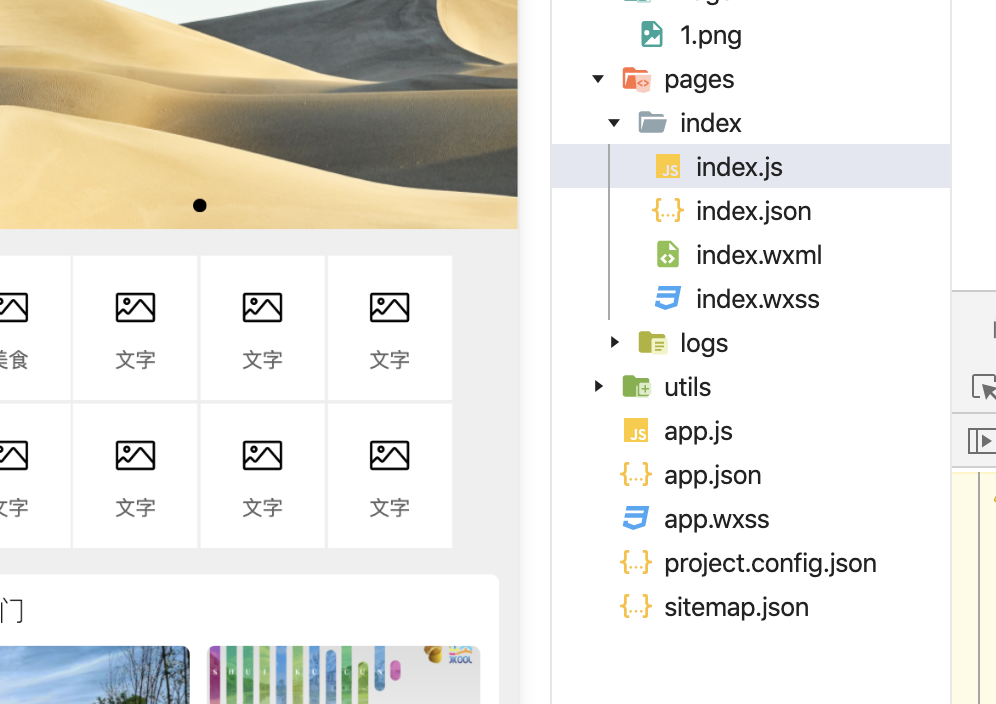 1.png
pages
index
index.js
index.json
index.wxml
index.wxss
logs
utils
app.js
app.json
app.wxss
project.config.json
sitemap.json
美食
文字
文字
文字
文字
文字
文字
文字
门
S H U I K U C U N